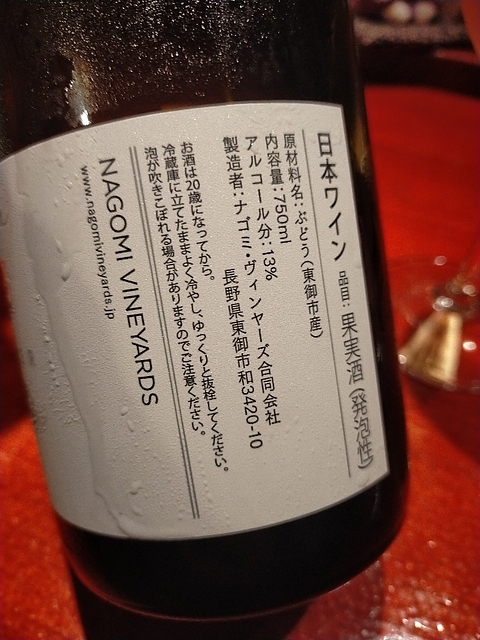 日本ワイン 品目：果実酒（発泡性）
原材料名：ぶどう（東御市産）
内容量：750ml
アルコール分：13%
製造者：ナゴミ・ヴィンヤーズ合同会社
長野県東御市和3420-10
お酒は20歳になってから。
冷蔵庫に立てたままよく冷やし、ゆっくりと抜栓してください。
泡が吹きこぼれる場合がありますのでご注意ください。
NAGOMI VINEYARDS
www.nagomivineyards.jp